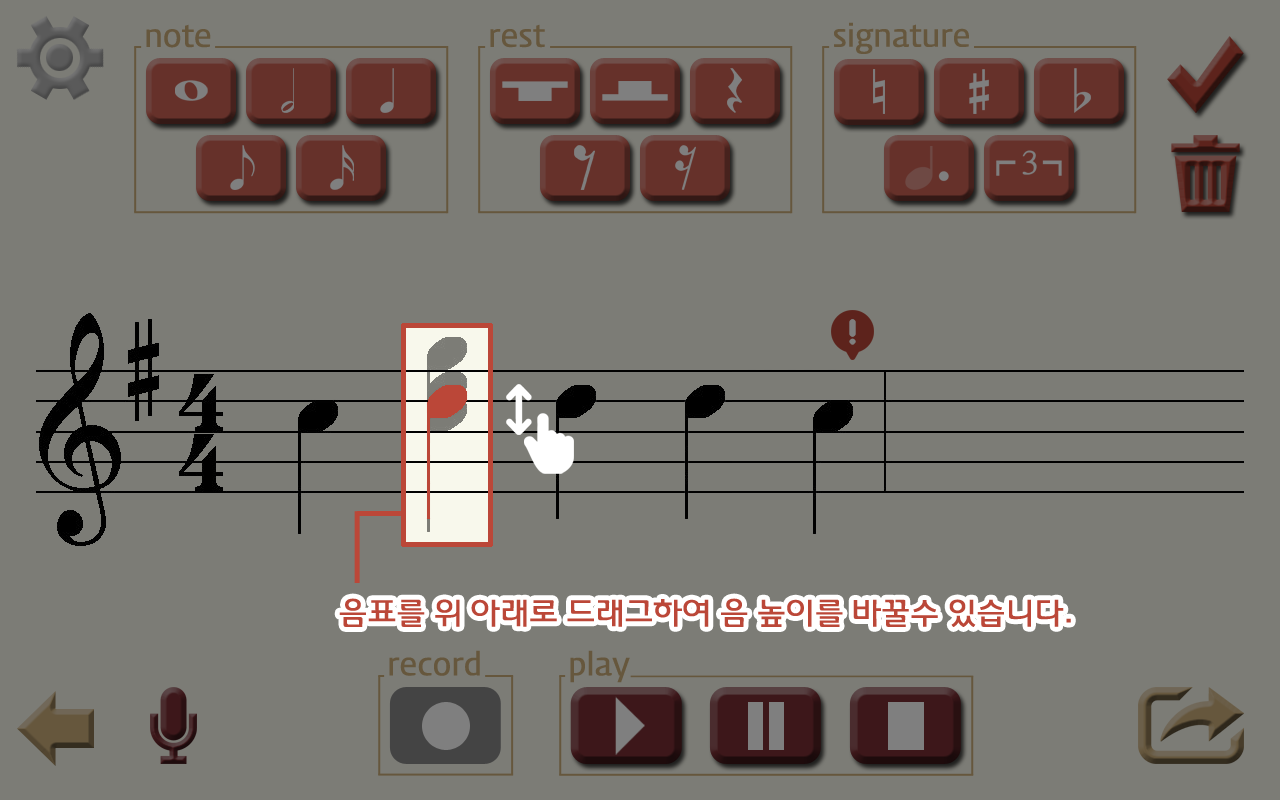 note
rest
signature
3
4
4
음표를 위 아래로 드래그하여 음 높이를 바꿀수 있습니다.
record
play